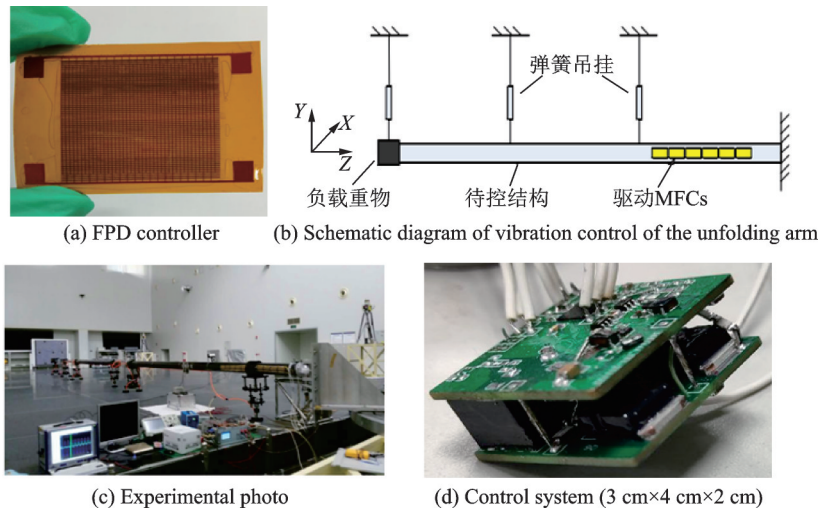 弹簧吊挂
Y
X
Z
负载重物
待控结构
驱动MFCs
(a) FPD controller
(b) Schematic diagram of vibration control of the unfolding arm
(c) Experimental photo
(d) Control system (3 cm×4 cm×2 cm)